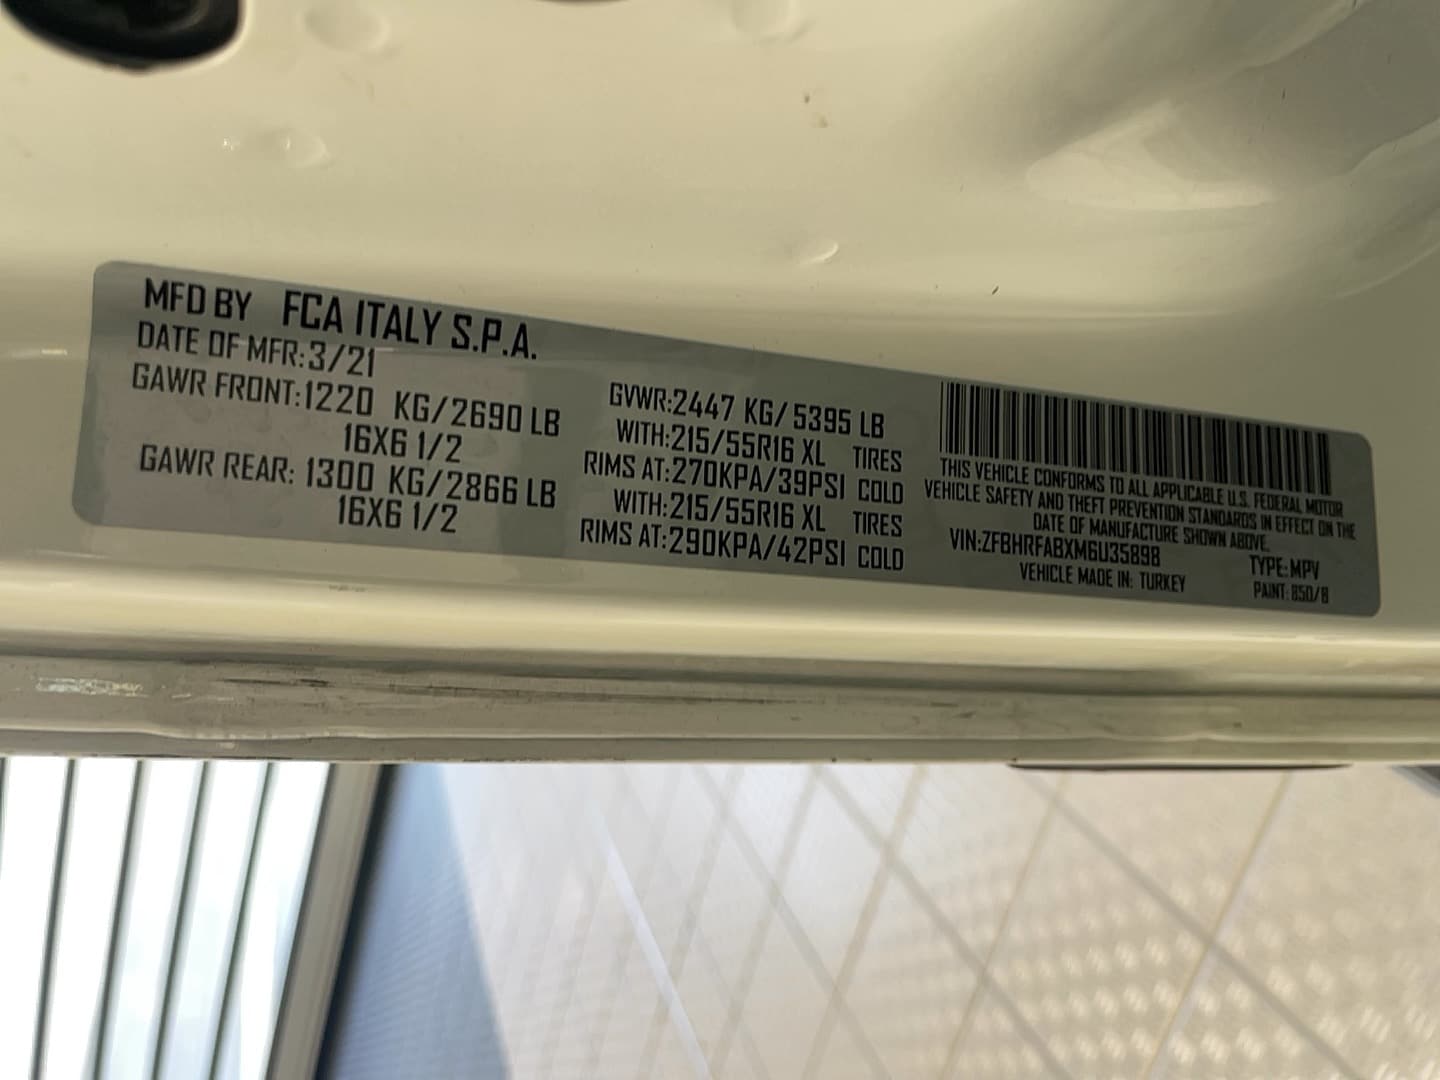 MFD BY FCA ITALY S.P.A.
DATE OF MFR:3/21
GAWR FRONT:1220 KG/2690 LB
16X6 1/2
GAWR REAR: 1300 KG/2866 LB
16X6 1/2
GVWR:2447 KG/5395 LB
WITH:215/55R16 XL TIRES
RIMS AT:270KPA/39PSI COLD
WITH:215/55R16 XL TIRES
RIMS AT:290KPA/42PSI COLD
THIS VEHICLE CONFORMS TO ALL APPLICABLE U.S. FEDERAL MOTOR
VEHICLE SAFETY AND THEFT PREVENTION STANDARDS IN EFFECT ON THE
DATE OF MANUFACTURE SHOWN ABOVE.
VIN:ZFBHRFABXM6U35898 TYPE:MPV
VEHICLE MADE IN: TURKEY PAINT: 850/B